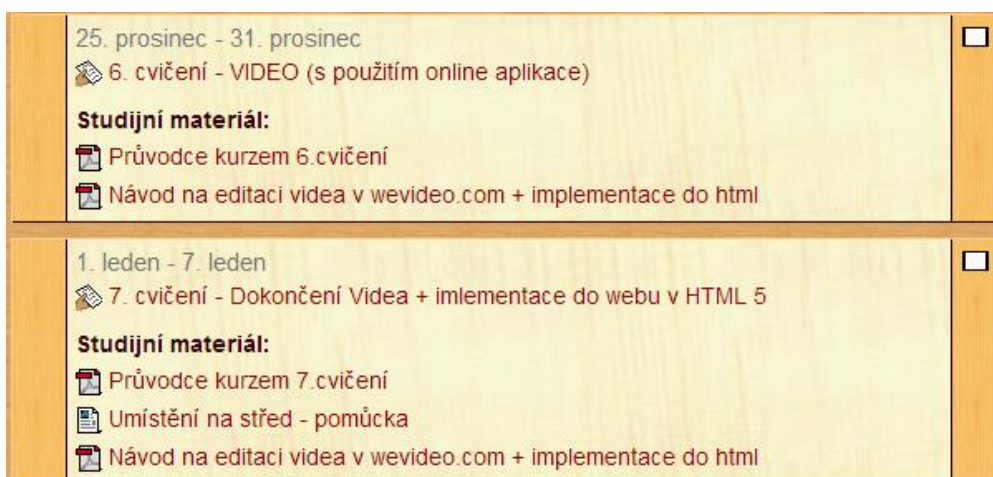 25. prosinec - 31. prosinec
6. cvičení - VIDEO (s použitím online aplikace)
Studijní materiál:
Průvodce kurzem 6.cvičení
Návod na editaci videa v wevideo.com + implementace do html
1. leden - 7. leden
7. cvičení - Dokončení Videa + imlementace do webu v HTML 5
Studijní materiál:
Průvodce kurzem 7.cvičení
Umístění na střed - pomůcka
Návod na editaci videa v wevideo.com + implementace do html